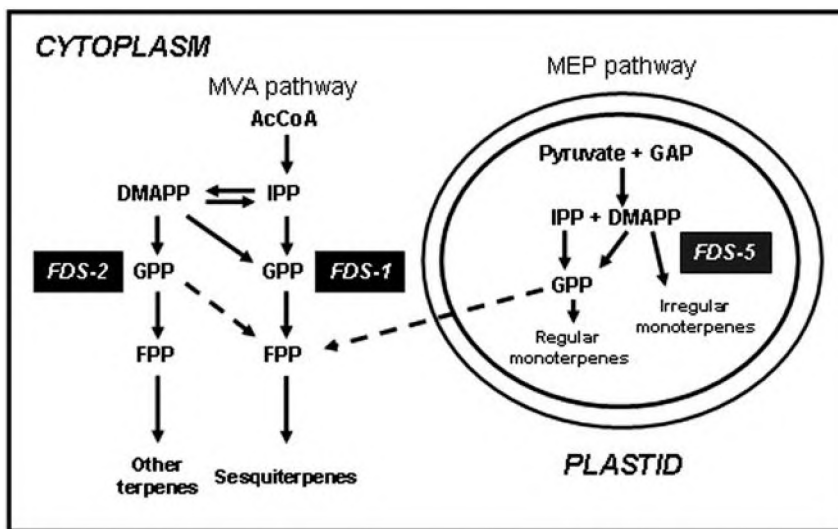 CYTOPLASM
MVA pathway
AcCoA
DMAPP
IPP
FDS-2
GPP
GPP
FDS-1
FPP
FPP
Other
terpenes
Sesquiterpenes
MEP pathway
Pyruvate + GAP
IPP + DMAPP
FDS-5
GPP
Irregular
monoterpenes
Regular
monoterpenes
PLASTID